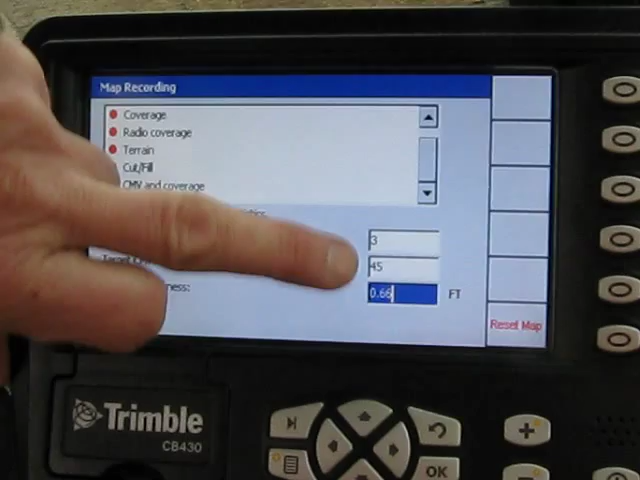 Map Recording
Coverage
Radio coverage
Terrain
Cut/Fill
CMV and coverage
3
45
0.66 FT
Reset Map
Trimble
CB430
OK